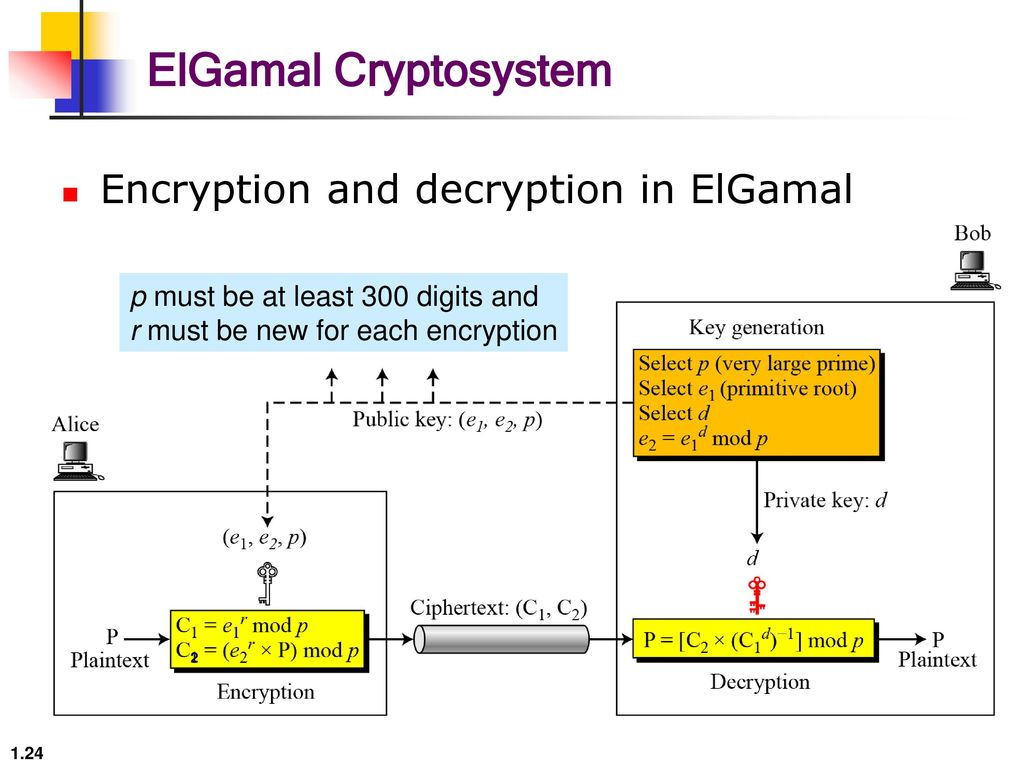 ElGamal Cryptosystem
Encryption and decryption in ElGamal
Bob
p must be at least 300 digits and
r must be new for each encryption
Key generation
Select p (very large prime)
Select e₁ (primitive root)
Select d
e₂ = e₁ᵈ mod p
Public key: (e₁, e₂, p)
Alice
Private key: d
(e₁, e₂, p)
d
Ciphertext: (C₁, C₂)
P
Plaintext
C₁ = e₁ʳ mod p
C₂ = (e₂ʳ × P) mod p
Encryption
P = [C₂ × (C₁ᵈ)⁻¹] mod p
Decryption
P
Plaintext
1.24